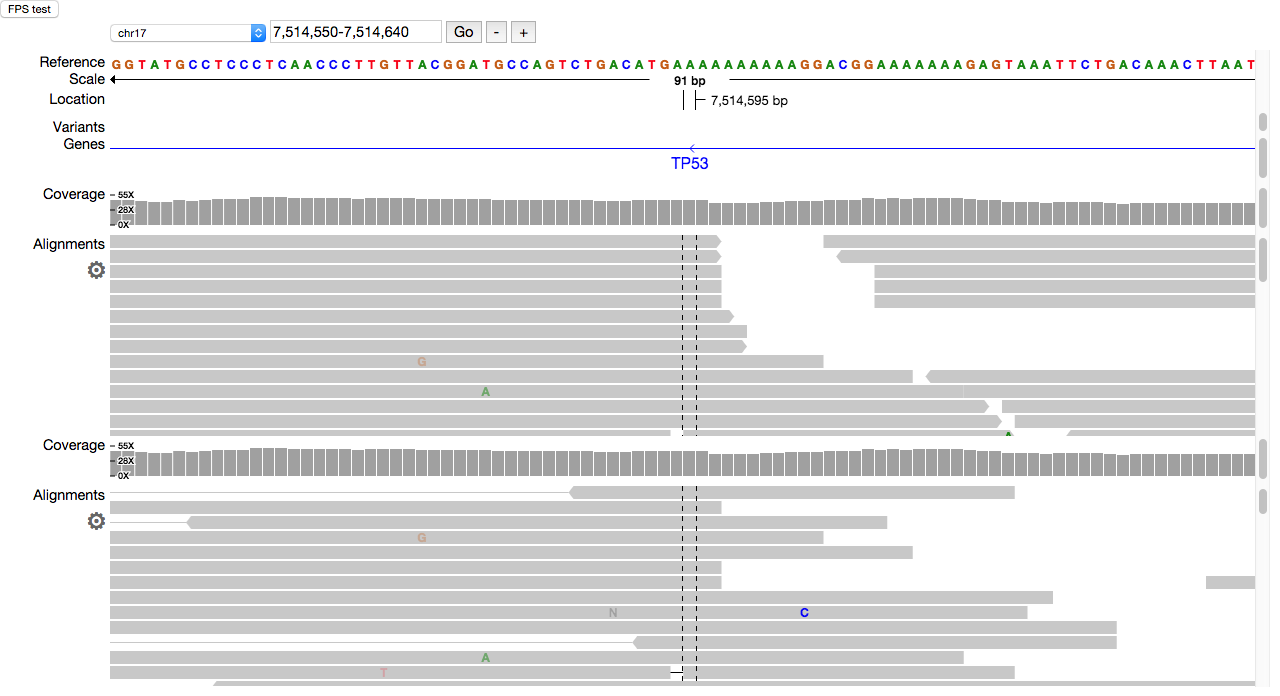 FPS test
chr17 7,514,550-7,514,640 Go - +
Reference G G T A T G C C T C C C T C A A C C C T T G T T A C G G A T G C C A G T C T G A C A T G A A A A A A A A A A G G A C G G A A A A A A A G A G T A A A T T C T G A C A A A C T T A A T
Scale 91 bp
Location 7,514,595 bp
Variants
Genes
TP53
Coverage 55X
28X
0X
Alignments
G
A
A
Coverage 55X
28X
0X
Alignments
G
N C
A
T